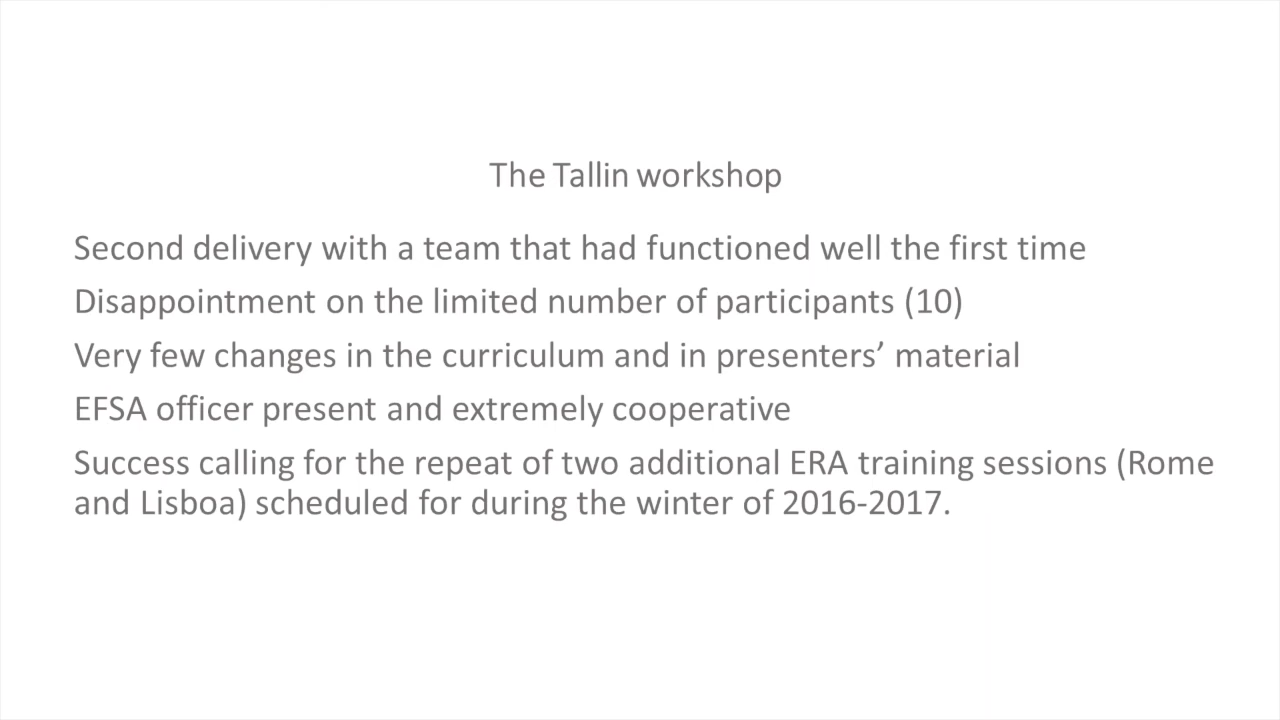 The Tallin workshop
Second delivery with a team that had functioned well the first time
Disappointment on the limited number of participants (10)
Very few changes in the curriculum and in presenters’ material
EFSA officer present and extremely cooperative
Success calling for the repeat of two additional ERA training sessions (Rome
and Lisboa) scheduled for during the winter of 2016-2017.